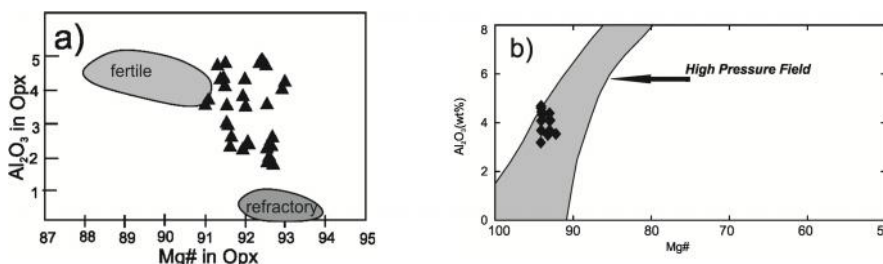 a)
Al2O3 in Opx
5
4
3
2
1
fertile
refractory
87 88 89 90 91 92 93 94 95
Mg# in Opx
b)
Al2O3(wt%)
8
6
4
2
0
High Pressure Field
100 90 80 70 60 50
Mg#